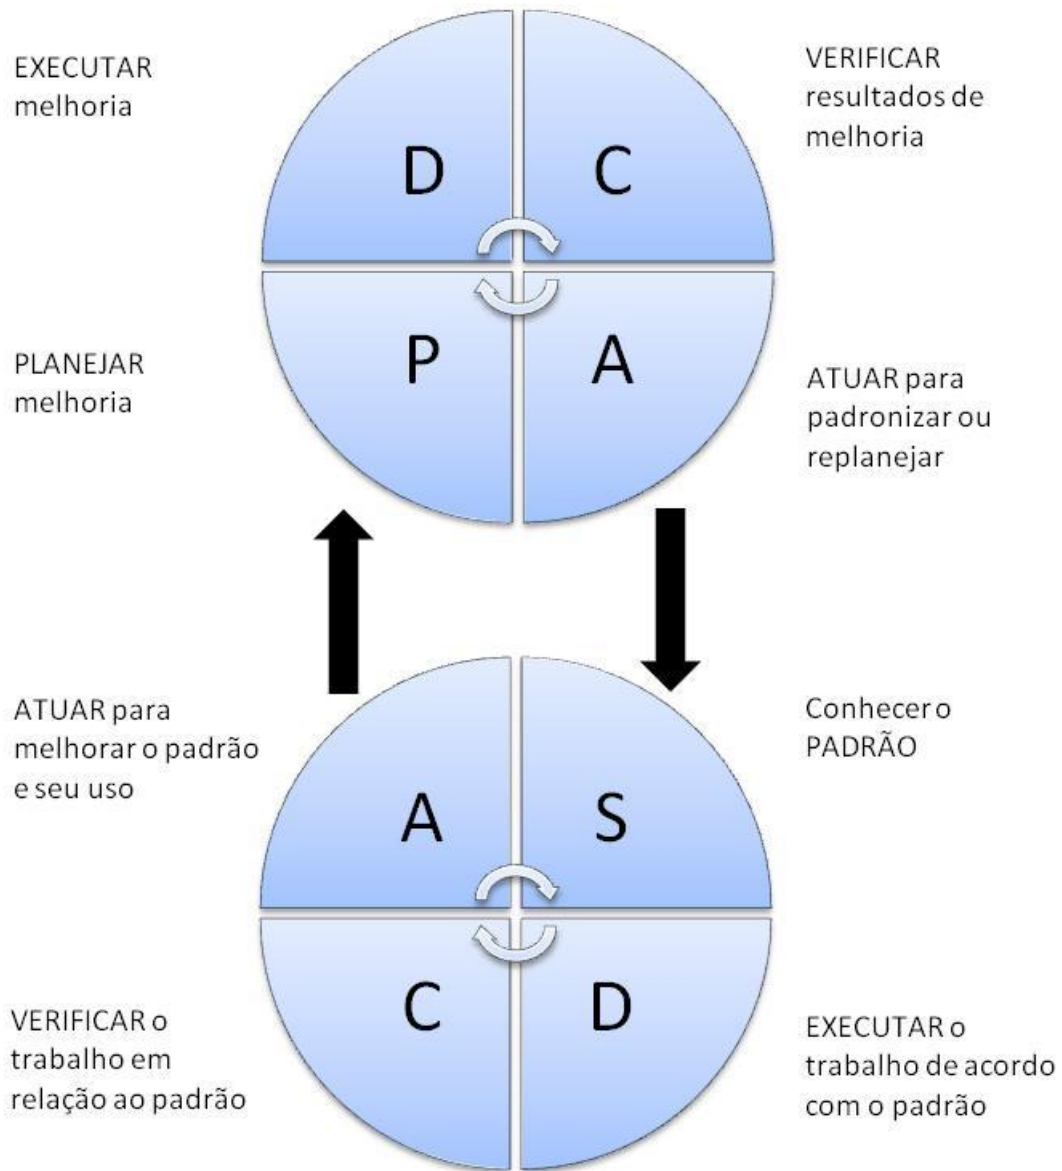 EXECUTAR
melhoria
D
C
VERIFICAR
resultados de
melhoria
PLANEJAR
melhoria
P
A
ATUAR para
padronizar ou
replanejar
ATUAR para
melhorar o padrão
e seu uso
A
S
Conhecer o
PADRÃO
VERIFICAR o
trabalho em
relação ao padrão
C
D
EXECUTAR o
trabalho de acordo
com o padrão